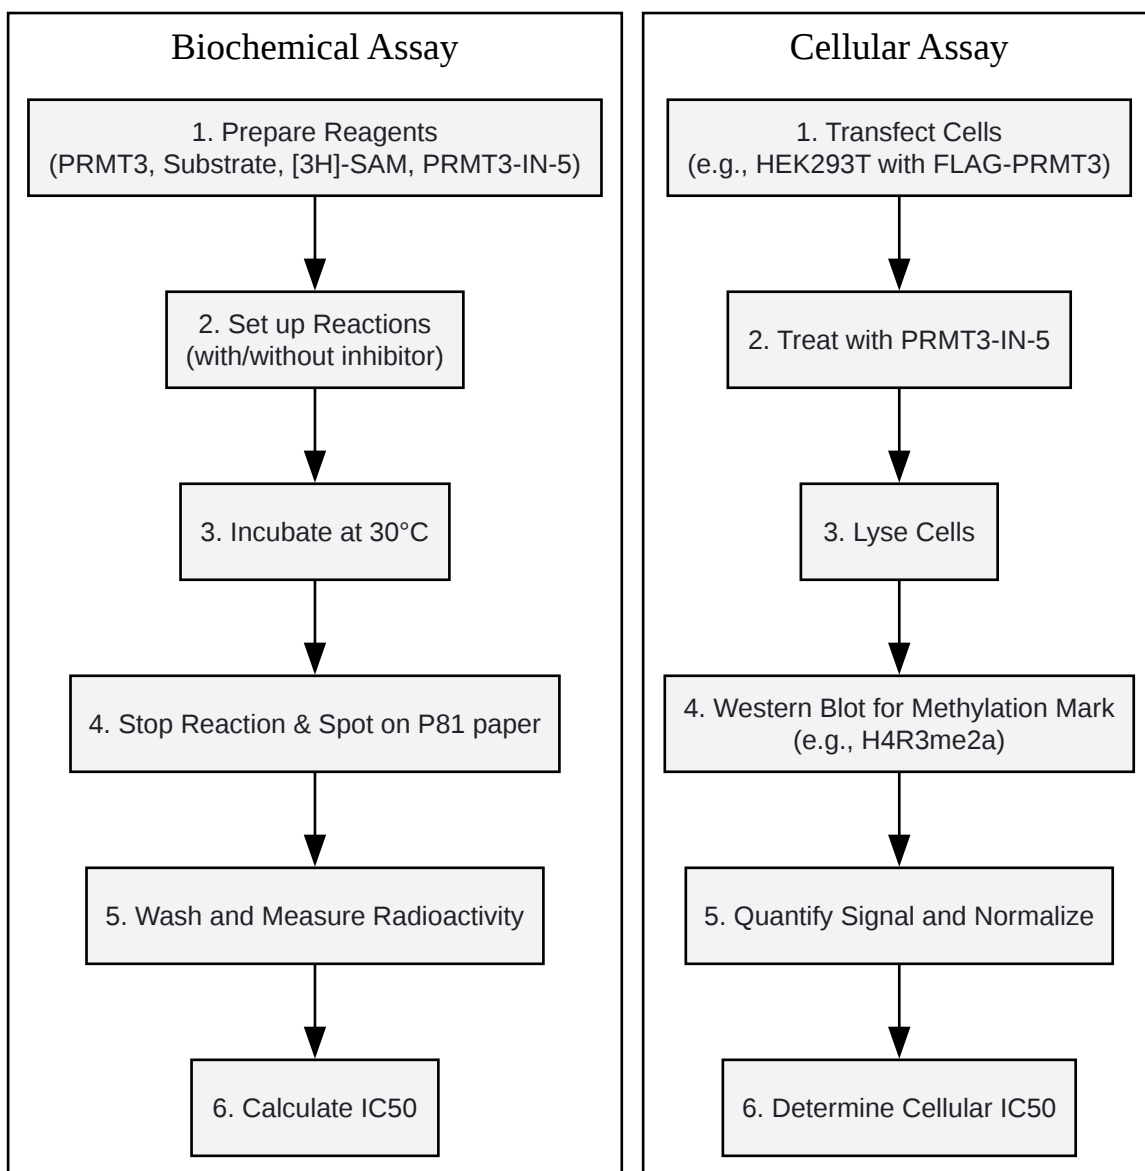 Biochemical Assay
1. Prepare Reagents
(PRMT3, Substrate, [3H]-SAM, PRMT3-IN-5)
2. Set up Reactions
(with/without inhibitor)
3. Incubate at 30°C
4. Stop Reaction & Spot on P81 paper
5. Wash and Measure Radioactivity
6. Calculate IC50
Cellular Assay
1. Transfect Cells
(e.g., HEK293T with FLAG-PRMT3)
2. Treat with PRMT3-IN-5
3. Lyse Cells
4. Western Blot for Methylation Mark
(e.g., H4R3me2a)
5. Quantify Signal and Normalize
6. Determine Cellular IC50